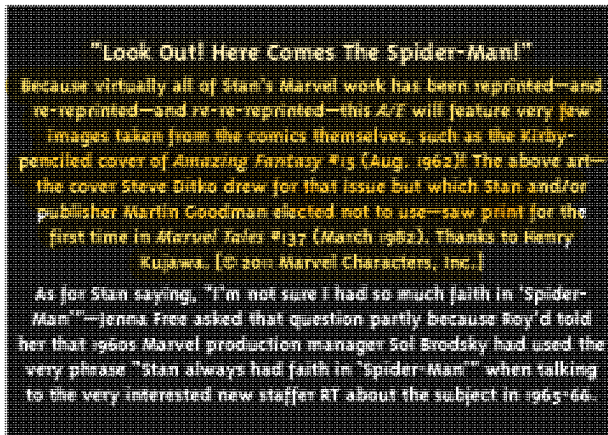 "Look Out! Here Comes The Spider-Man!"
Because virtually all of Stan's Marvel work has been reprinted—and
re-reprinted—and re-re-reprinted—this A/E will feature very few
images taken from the comics themselves, such as the Kirby-
penciled cover of Amazing Fantasy #15 (Aug. 1962)! The above art—
the cover Steve Ditko drew for that issue but which Stan and/or
publisher Martin Goodman elected not to use—saw print for the
first time in Marvel Tales #137 (March 1982). Thanks to Henry
Kujawa. [© 2011 Marvel Characters, Inc.]
As for Stan saying, "I'm not sure I had so much faith in 'Spider-
Man'"—Jenna Free asked that question partly because Roy'd told
her that 1960s Marvel production manager Sol Brodsky had used the
very phrase "Stan always had faith in 'Spider-Man'" when talking
to the very interested new staffer RT about the subject in 1965-66.